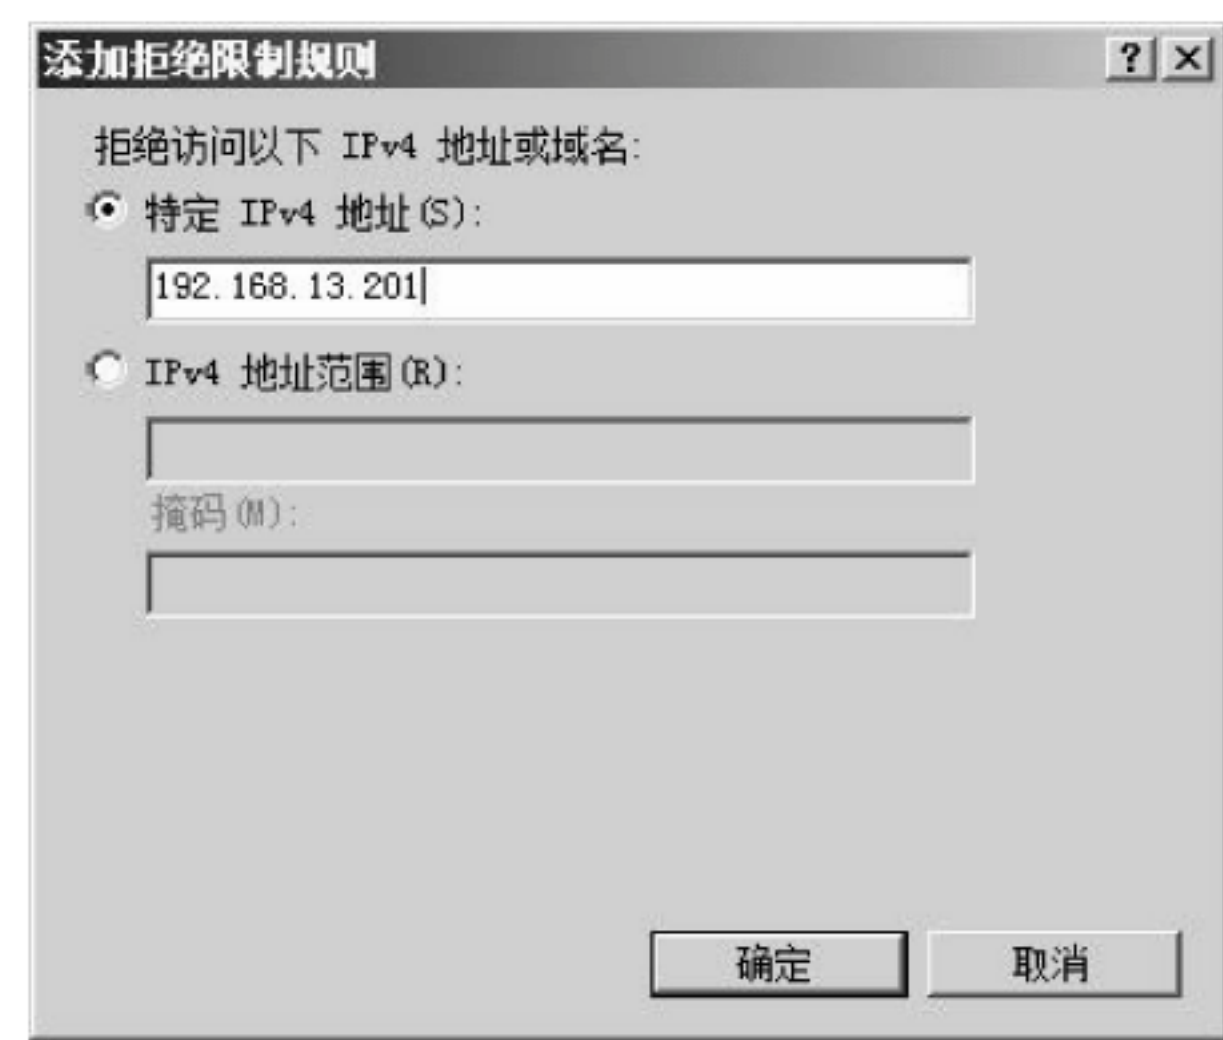 添加拒绝限制规则
拒绝访问以下 IPv4 地址或域名:
特定 IPv4 地址(S):
192.168.13.201
IPv4 地址范围(R):
掩码(M):
确定
取消